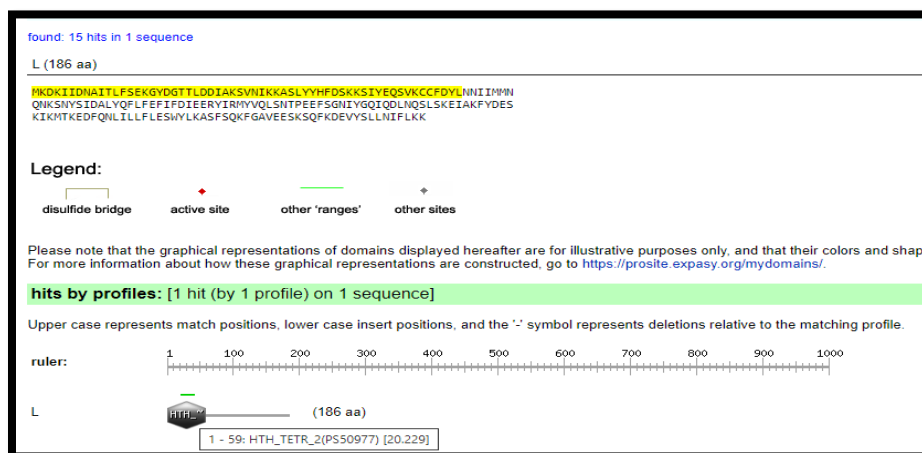 found: 15 hits in 1 sequence
L (186 aa)
MKDKIIDNAITLFSEKGYDGTTLDDIAKSVNIKKASLYYHFDSKKSIYEQSVKCCFDYLNNIIMMN
QNKSNYSIDALYQFLFEFIFDIEERYIRMYVQLSNTPEEFSGNIYGQIQDLNQSLSKEIAKFYDES
KIKMTKEDFQNLILLFLESWYLKASFSQKFGAVEESKSQFKDEVYSLLNIFLKK
Legend:
disulfide bridge active site other 'ranges' other sites
Please note that the graphical representations of domains displayed hereafter are for illustrative purposes only, and that their colors and shap
For more information about how these graphical representations are constructed, go to https://prosite.expasy.org/mydomains/.
hits by profiles: [1 hit (by 1 profile) on 1 sequence]
Upper case represents match positions, lower case insert positions, and the '-' symbol represents deletions relative to the matching profile.
ruler: 1 100 200 300 400 500 600 700 800 900 1000
L HTH_~ (186 aa)
1 - 59: HTH_TETR_2(PS50977) [20.229]